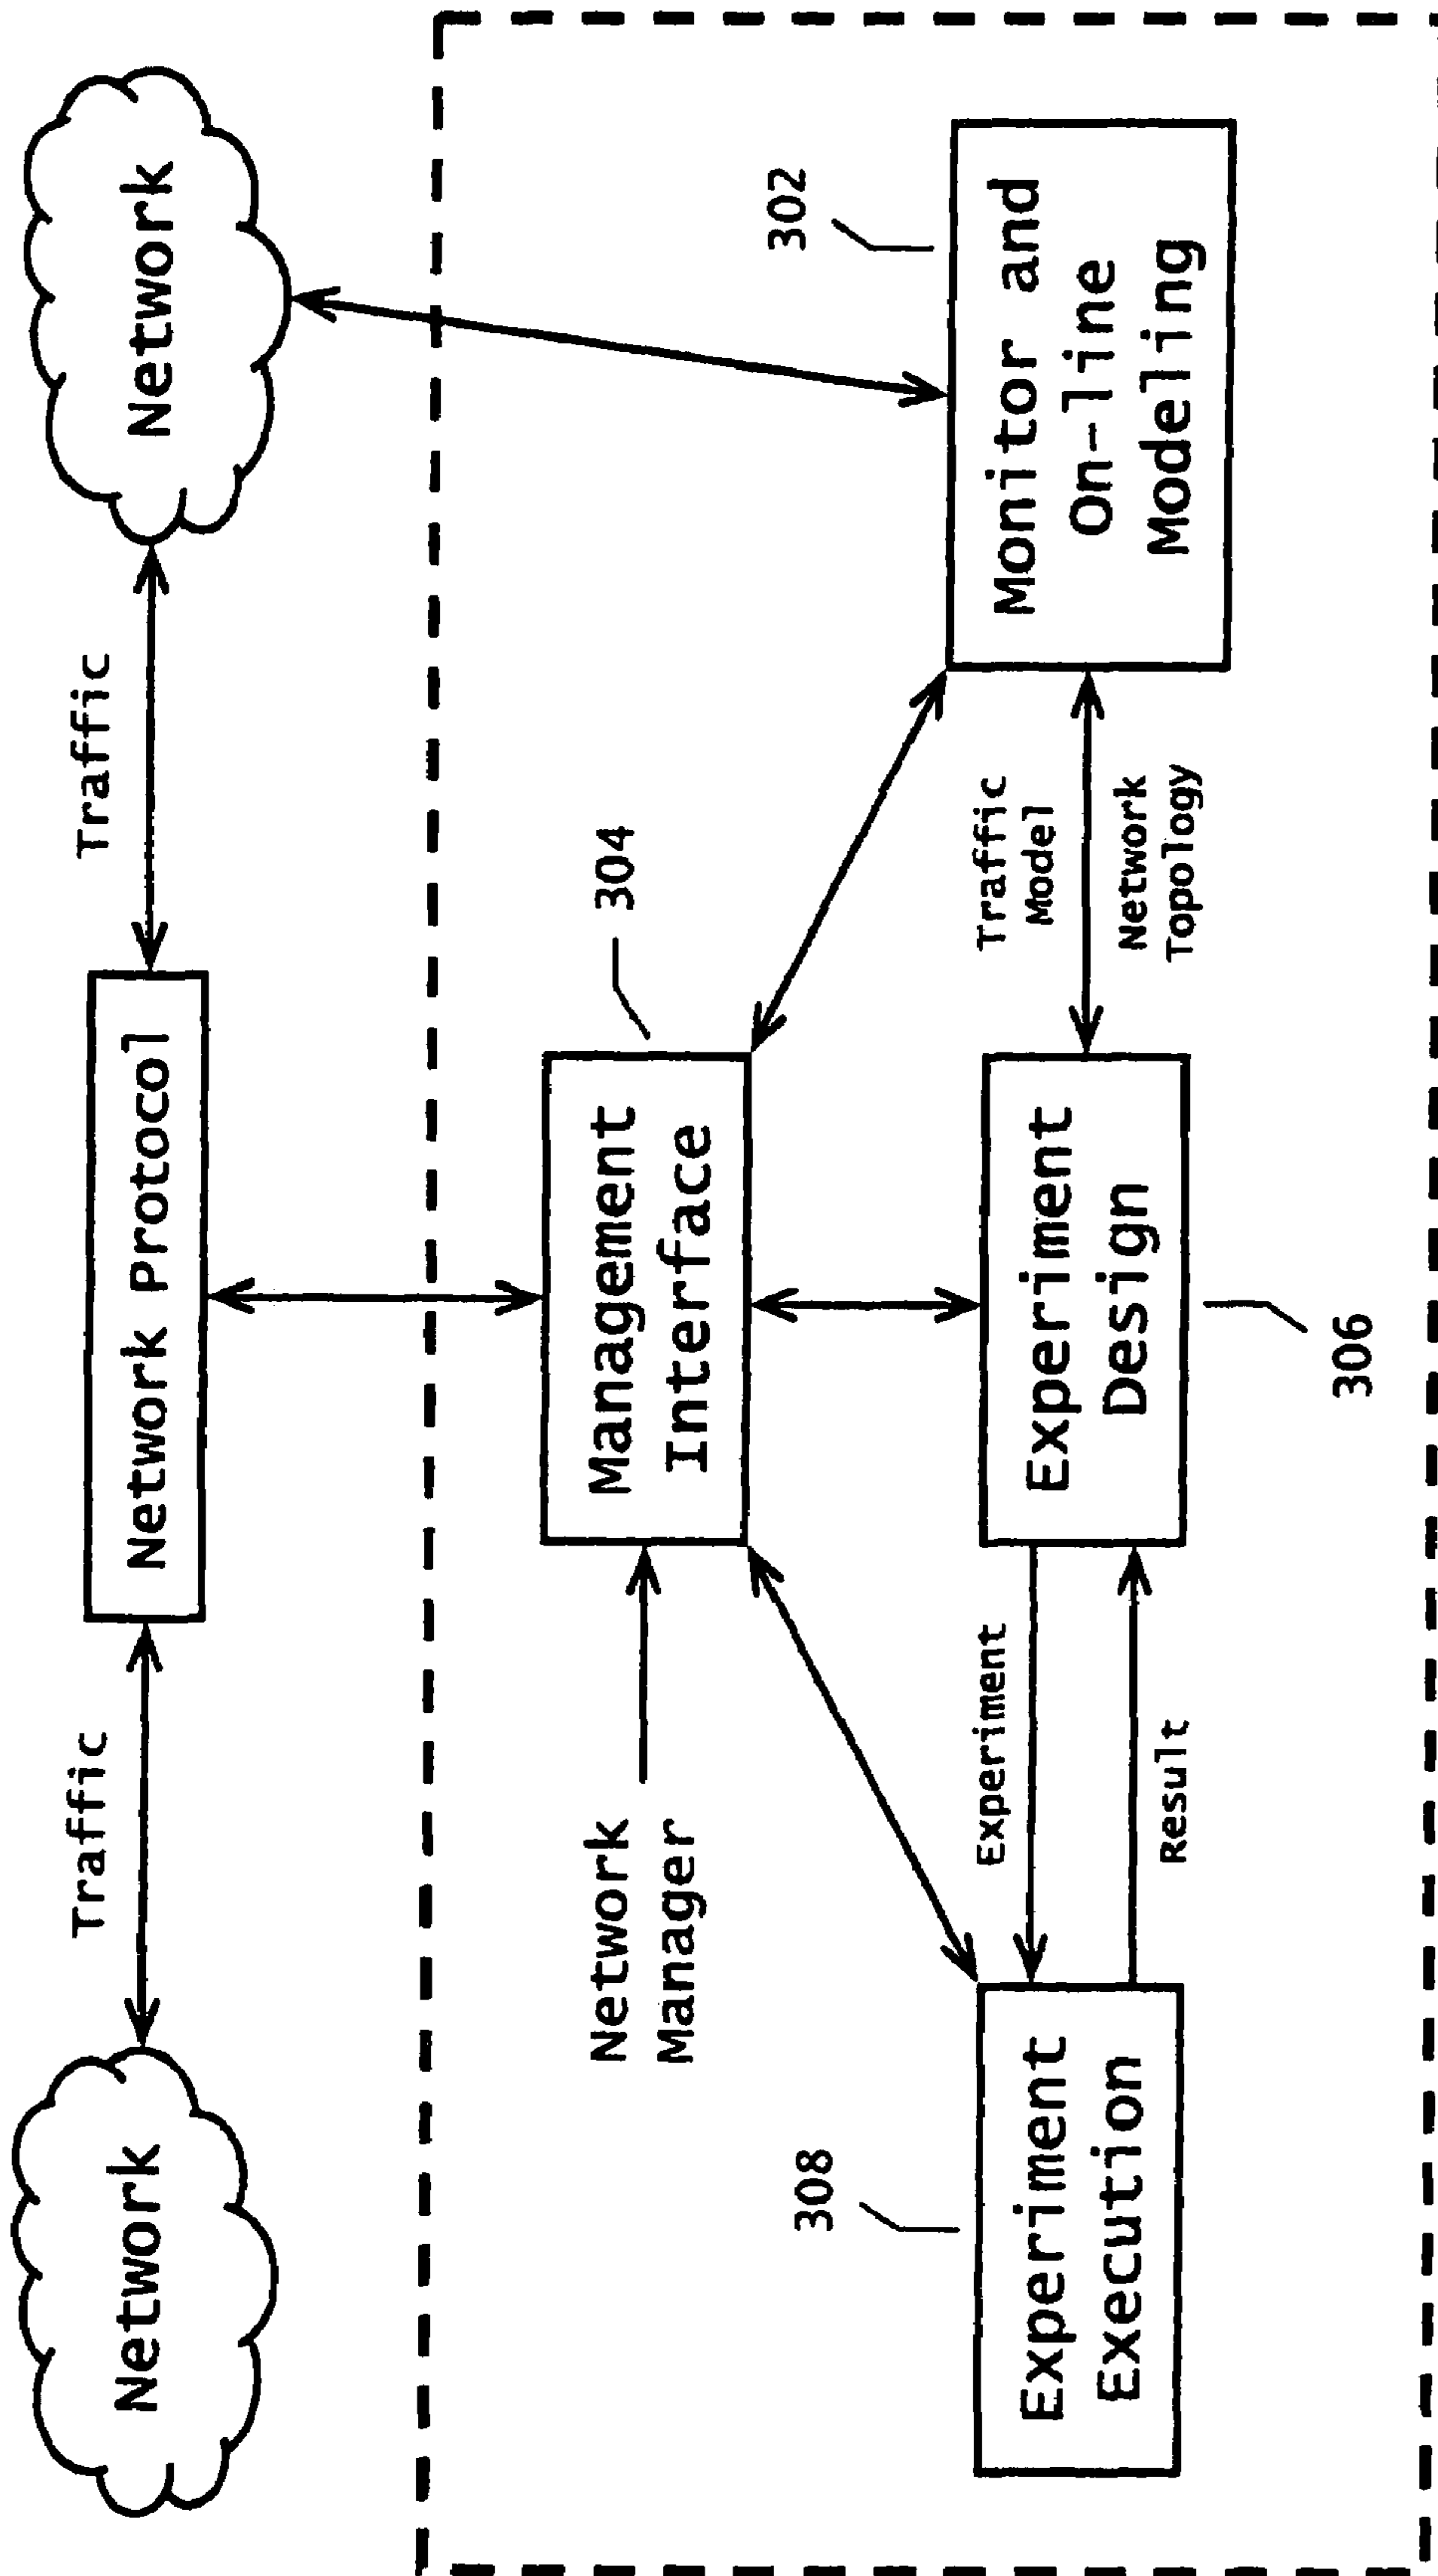 Network
Traffic
Network Protocol
Traffic
Network
Network
Manager
Management
Interface
304
308
Experiment
Execution
Experiment
Result
Experiment
Design
306
Traffic
Model
Network
Topology
302
Monitor and
On-line
Modeling